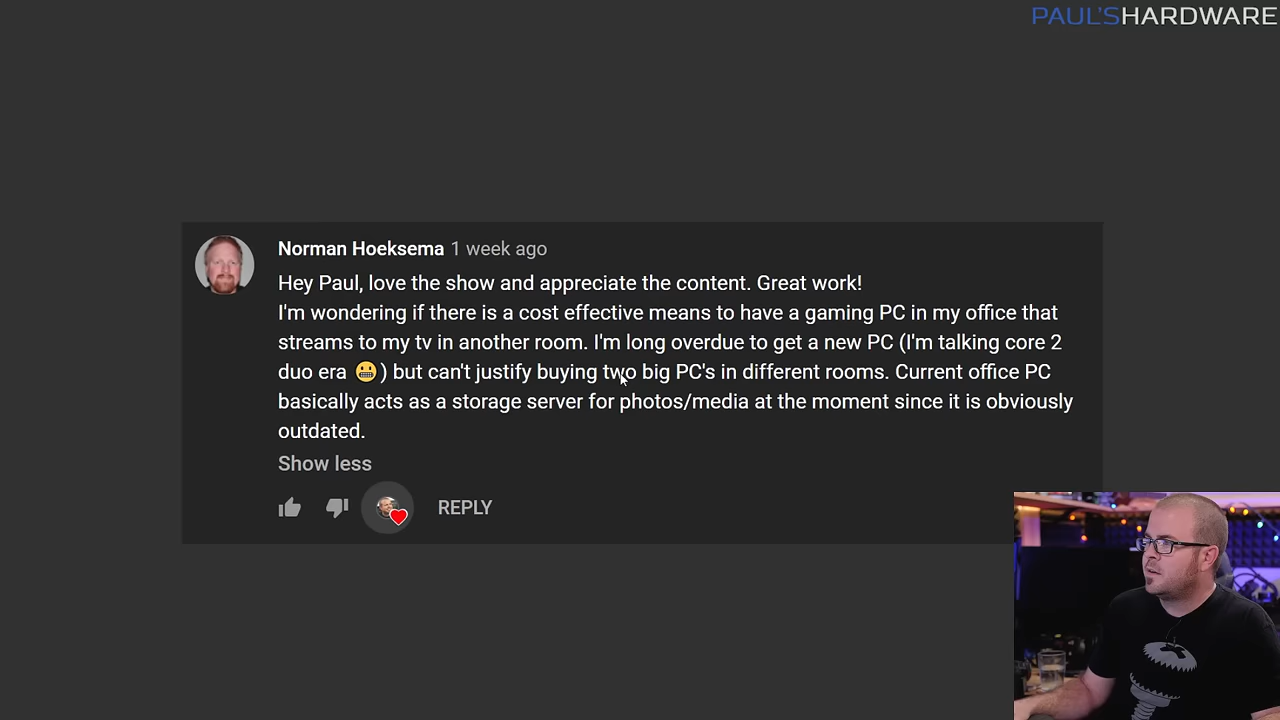 PAUL'SHARDWARE
Norman Hoeksema 1 week ago
Hey Paul, love the show and appreciate the content. Great work!
I'm wondering if there is a cost effective means to have a gaming PC in my office that
streams to my tv in another room. I'm long overdue to get a new PC (I'm talking core 2
duo era 😬) but can't justify buying two big PC's in different rooms. Current office PC
basically acts as a storage server for photos/media at the moment since it is obviously
outdated.
Show less
REPLY